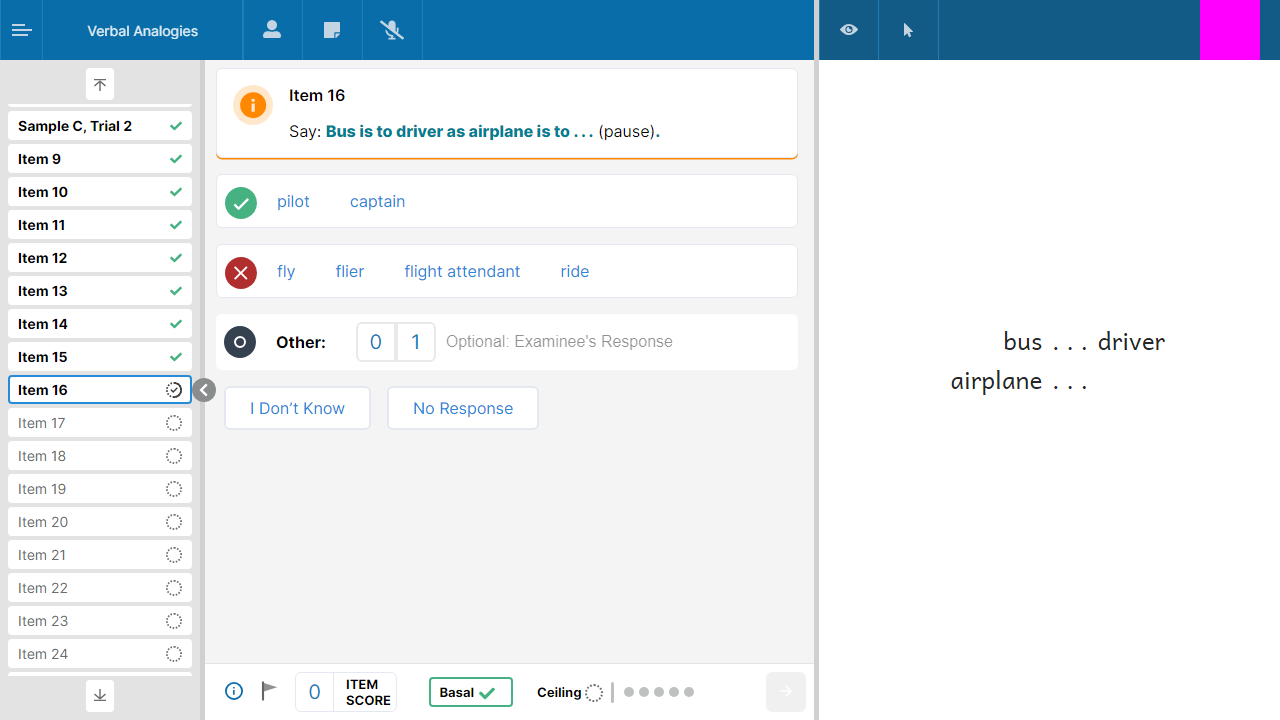 Verbal Analogies
Sample C, Trial 2
Item 9
Item 10
Item 11
Item 12
Item 13
Item 14
Item 15
Item 16
Item 17
Item 18
Item 19
Item 20
Item 21
Item 22
Item 23
Item 24
Item 16
Say: Bus is to driver as airplane is to . . . (pause).
pilot captain
fly flier flight attendant ride
Other: 0 1 Optional: Examinee's Response
I Don't Know No Response
0 ITEM SCORE Basal Ceiling
bus . . . driver
airplane . . .